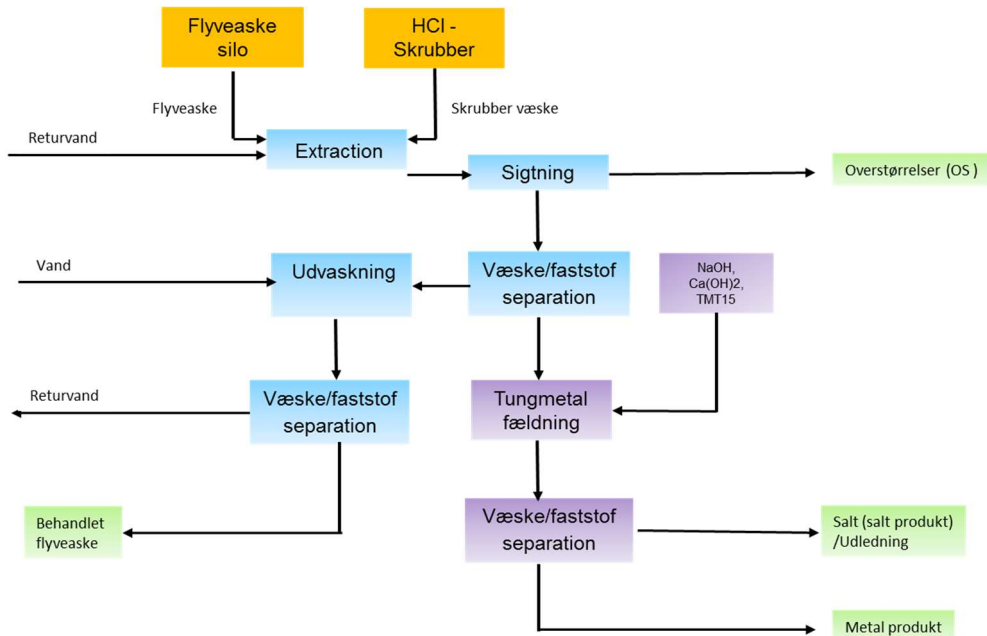 Flyveaske
silo
HCl -
Skrubber
Flyveaske
Skrubber væske
Returvand
Extraction
Sigtning
Overstørrelser (OS )
Vand
Udvaskning
Væske/faststof
separation
NaOH,
Ca(OH)2,
TMT15
Returvand
Væske/faststof
separation
Tungmetal
fældning
Behandlet
flyveaske
Væske/faststof
separation
Salt (salt produkt)
/Udledning
Metal produkt